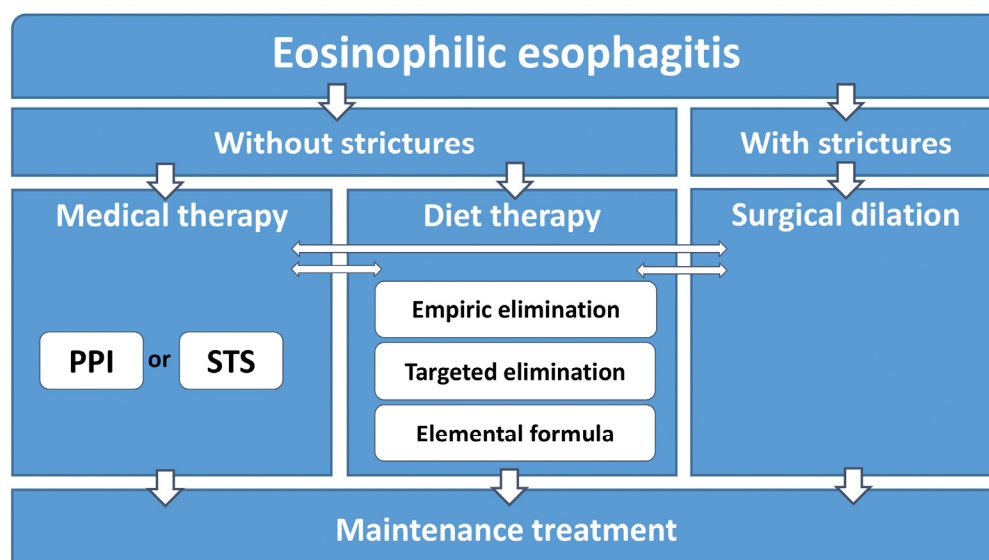 Eosinophilic esophagitis
Without strictures
With strictures
Medical therapy
Diet therapy
Surgical dilation
Empiric elimination
PPI or STS
Targeted elimination
Elemental formula
Maintenance treatment